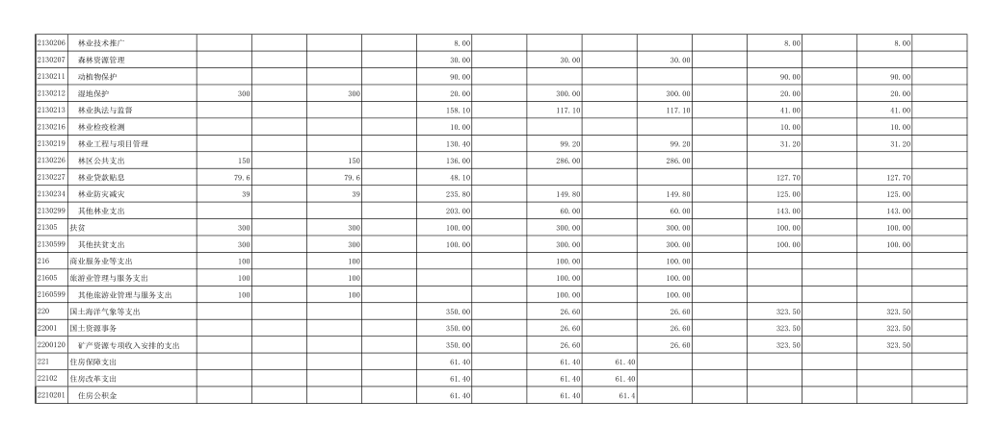 2130206 林业技术推广 8.00 8.00 8.00
2130207 森林资源管理 30.00 30.00 30.00
2130211 动植物保护 90.00 90.00 90.00
2130212 湿地保护 300 300 20.00 300.00 300.00 20.00 20.00
2130213 林业执法与监督 158.10 117.10 117.10 41.00 41.00
2130216 林业检疫检测 10.00 10.00 10.00
2130219 林业工程与项目管理 130.40 99.20 99.20 31.20 31.20
2130226 林区公共支出 150 150 136.00 286.00 286.00
2130227 林业贷款贴息 79.6 79.6 48.10 127.70 127.70
2130234 林业防灾减灾 39 39 235.80 149.80 149.80 125.00 125.00
2130299 其他林业支出 203.00 60.00 60.00 143.00 143.00
21305 扶贫 300 300 100.00 300.00 300.00 100.00 100.00
2130599 其他扶贫支出 300 300 100.00 300.00 300.00 100.00 100.00
216 商业服务业等支出 100 100 100.00 100.00
21605 旅游业管理与服务支出 100 100 100.00 100.00
2160599 其他旅游业管理与服务支出 100 100 100.00 100.00
220 国土海洋气象等支出 350.00 26.60 26.60 323.50 323.50
22001 国土资源事务 350.00 26.60 26.60 323.50 323.50
2200120 矿产资源专项收入安排的支出 350.00 26.60 26.60 323.50 323.50
221 住房保障支出 61.40 61.40 61.40
22102 住房改革支出 61.40 61.40 61.40
2210201 住房公积金 61.40 61.40 61.4